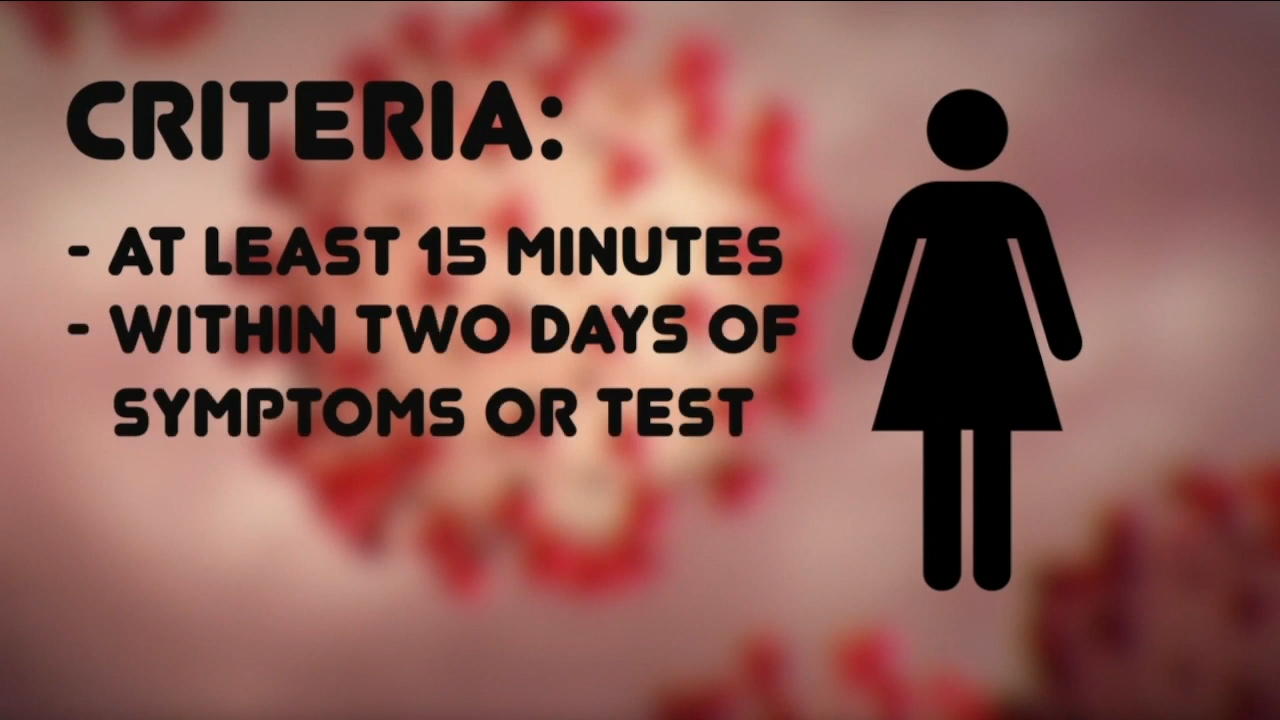 CRITERIA:
- AT LEAST 15 MINUTES
- WITHIN TWO DAYS OF
SYMPTOMS OR TEST